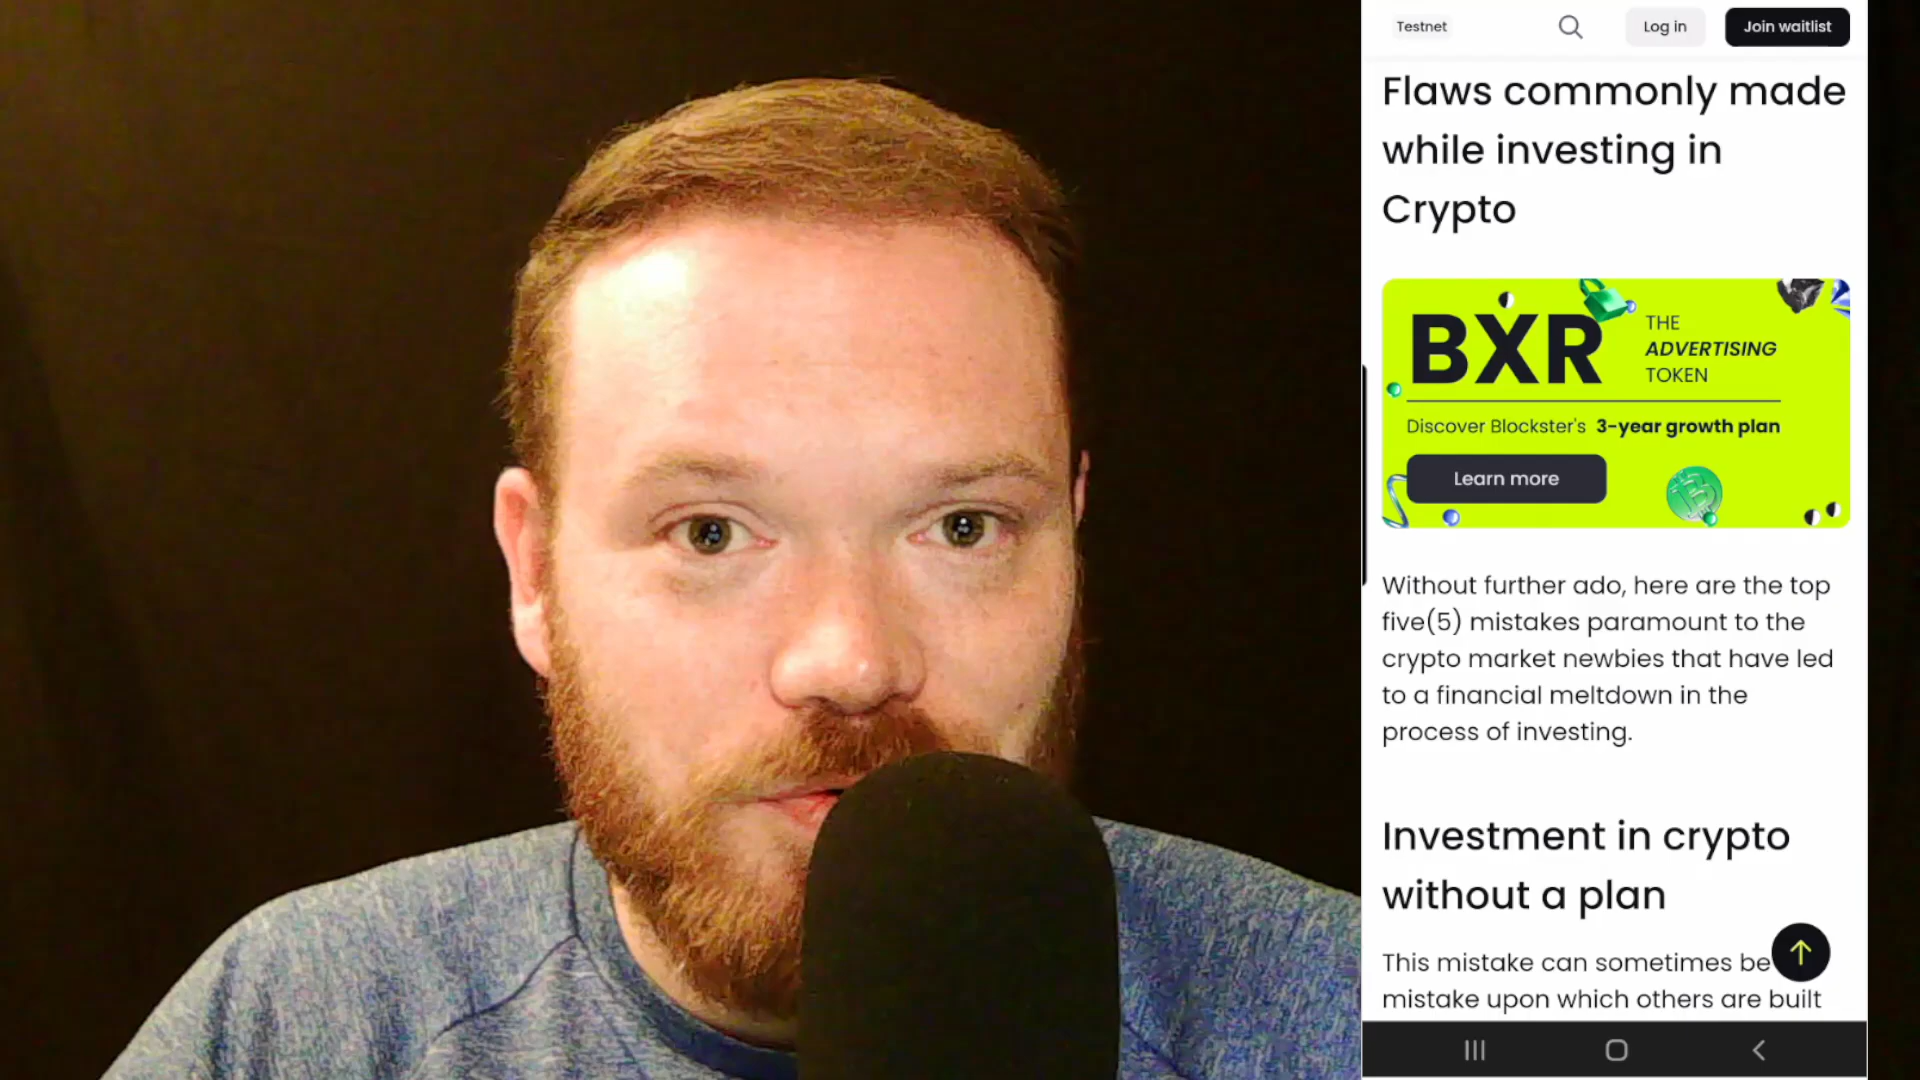 Testnet
Log in
Join waitlist
Flaws commonly made
while investing in
Crypto
BXR
THE
ADVERTISING
TOKEN
Discover Blockster's 3-year growth plan
Learn more
Without further ado, here are the top
five(5) mistakes paramount to the
crypto market newbies that have led
to a financial meltdown in the
process of investing.
Investment in crypto
without a plan
This mistake can sometimes be
mistake upon which others are built